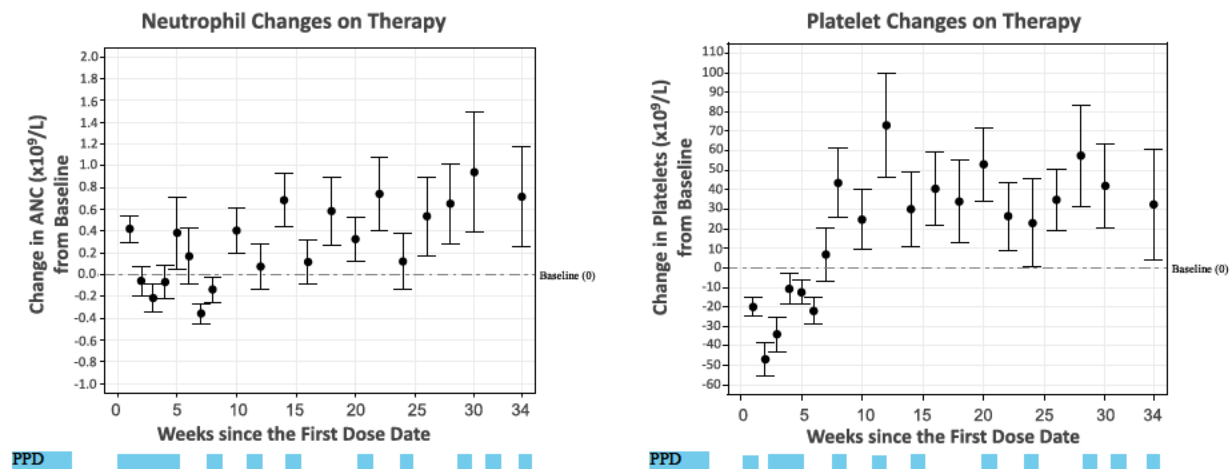 Neutrophil Changes on Therapy
Change in ANC (x10⁹/L)
from Baseline
2.0
1.8
1.6
1.4
1.2
1.0
0.8
0.6
0.4
0.2
0.0
-0.2
-0.4
-0.6
-0.8
-1.0
Baseline (0)
0 5 10 15 20 25 30 34
Weeks since the First Dose Date
PPD
Platelet Changes on Therapy
Change in Platelets (x10⁹/L)
from Baseline
110
100
90
80
70
60
50
40
30
20
10
0
-10
-20
-30
-40
-50
-60
Baseline (0)
0 5 10 15 20 25 30 34
Weeks since the First Dose Date
PPD